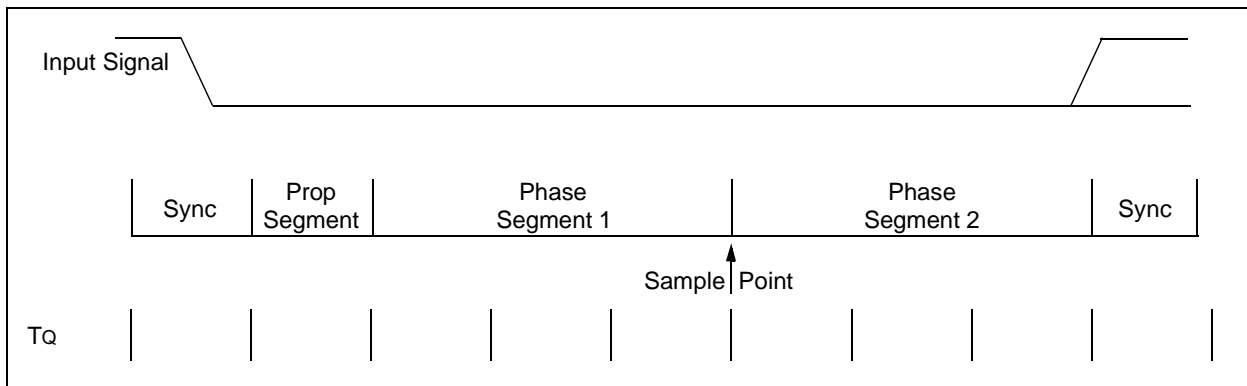 Input Signal
Sync
Prop
Segment
Phase
Segment 1
Phase
Segment 2
Sync
Sample Point
TQ